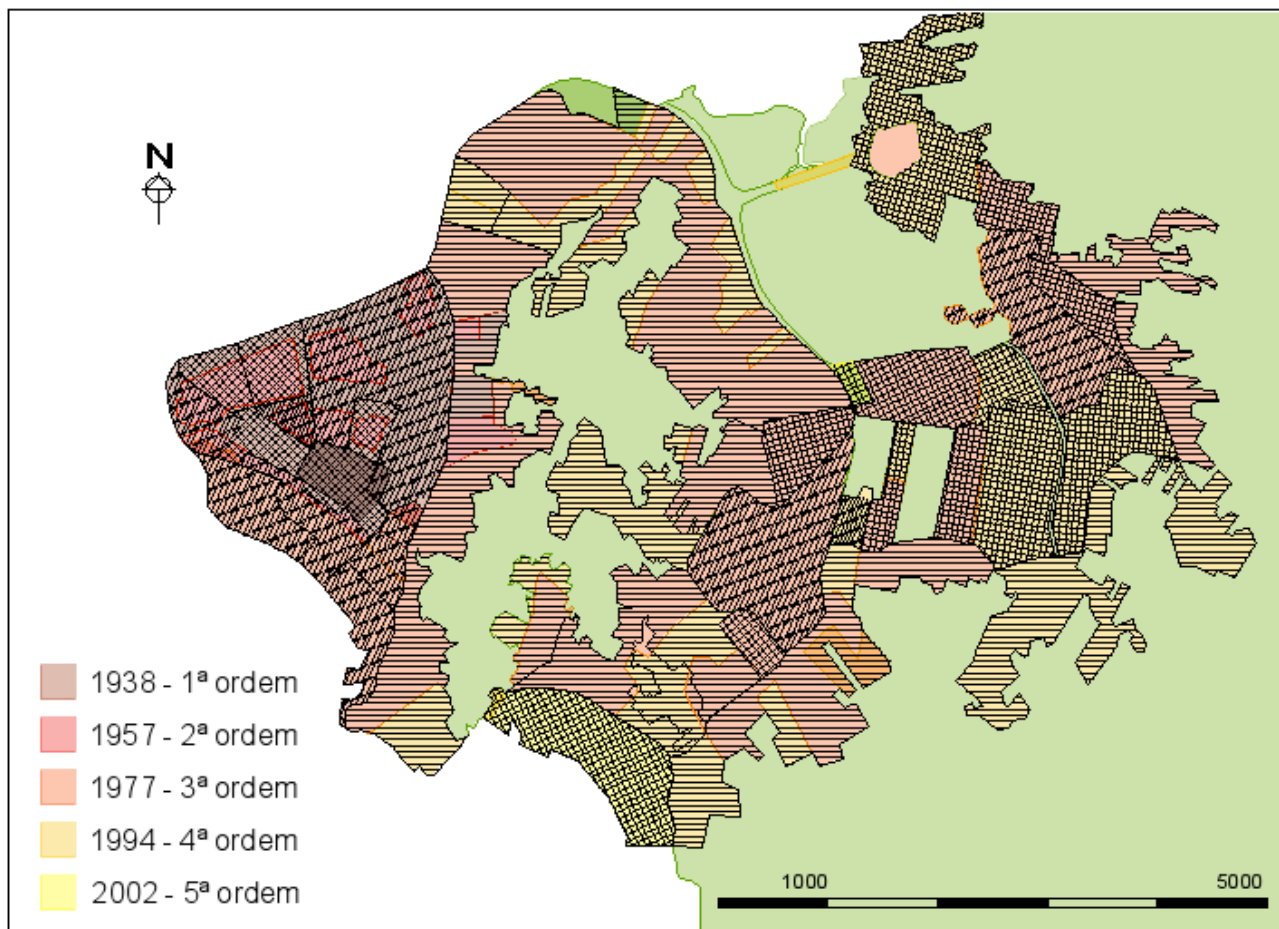 N
1938 - 1ª ordem
1957 - 2ª ordem
1977 - 3ª ordem
1994 - 4ª ordem
2002 - 5ª ordem
1000 5000